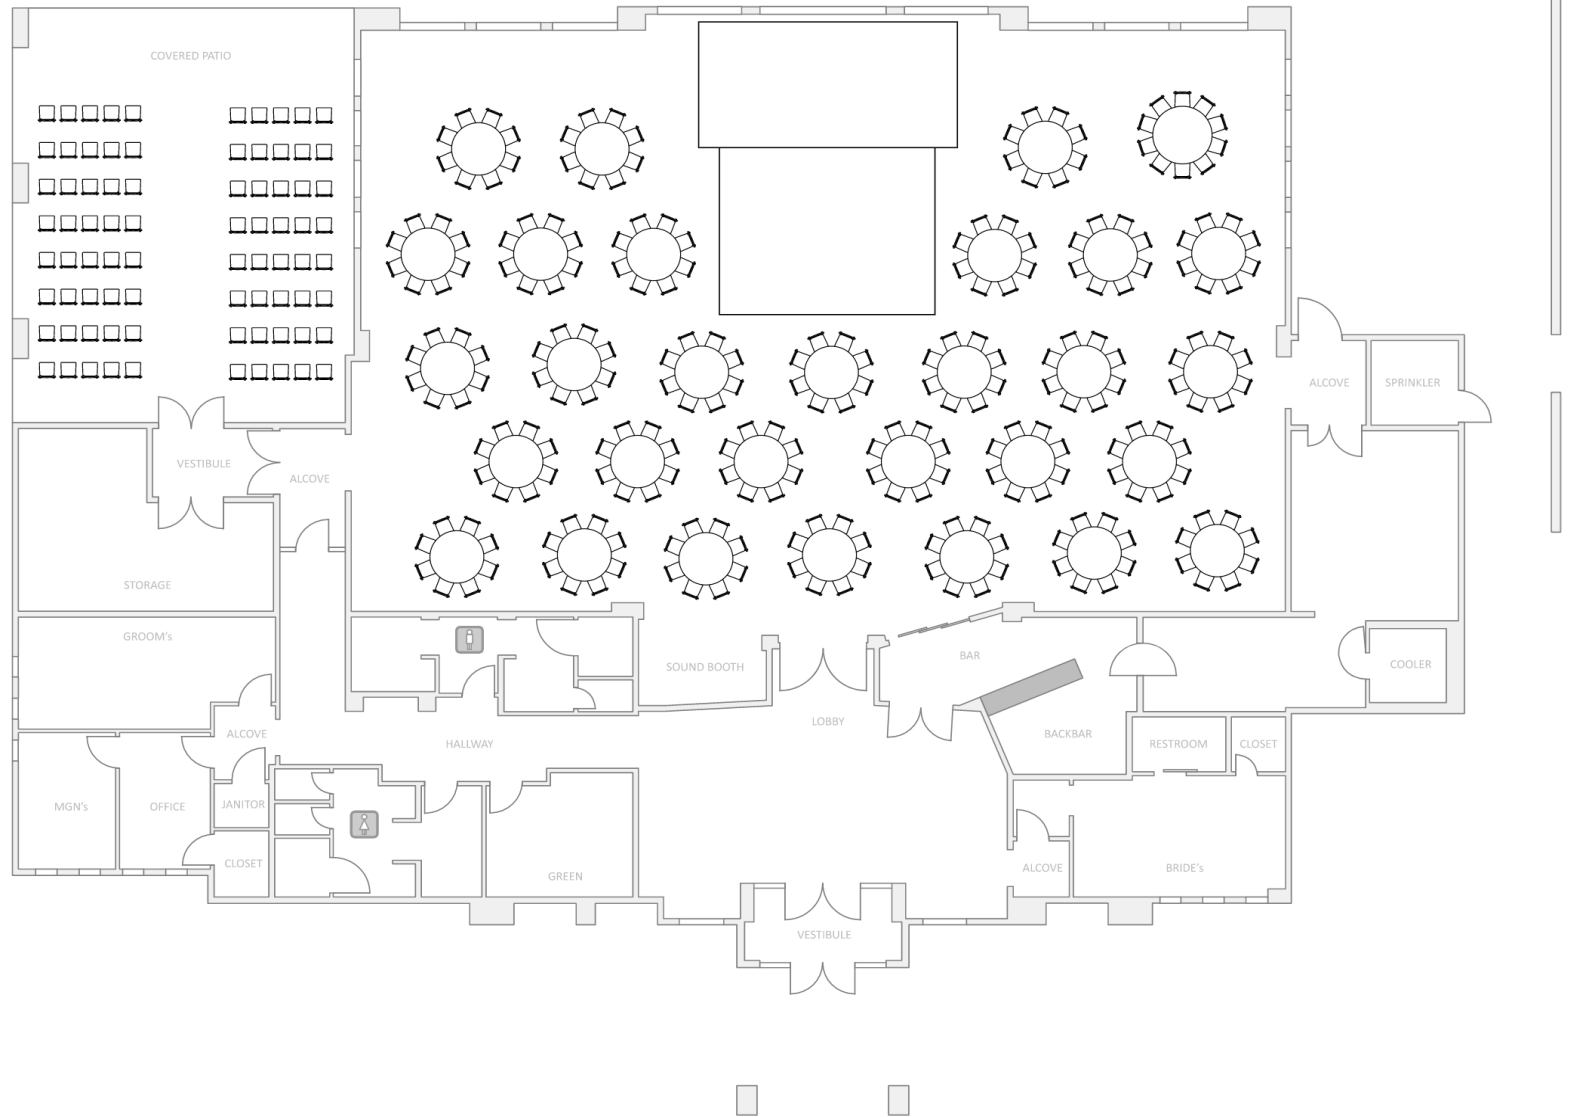 COVERED PATIO
ALCOVE
SPRINKLER
VESTIBULE
ALCOVE
STORAGE
GROOM's
SOUND BOOTH
BAR
COOLER
LOBBY
ALCOVE
HALLWAY
BACKBAR
RESTROOM
CLOSET
MGN's
OFFICE
JANITOR
CLOSET
GREEN
ALCOVE
BRIDE's
VESTIBULE